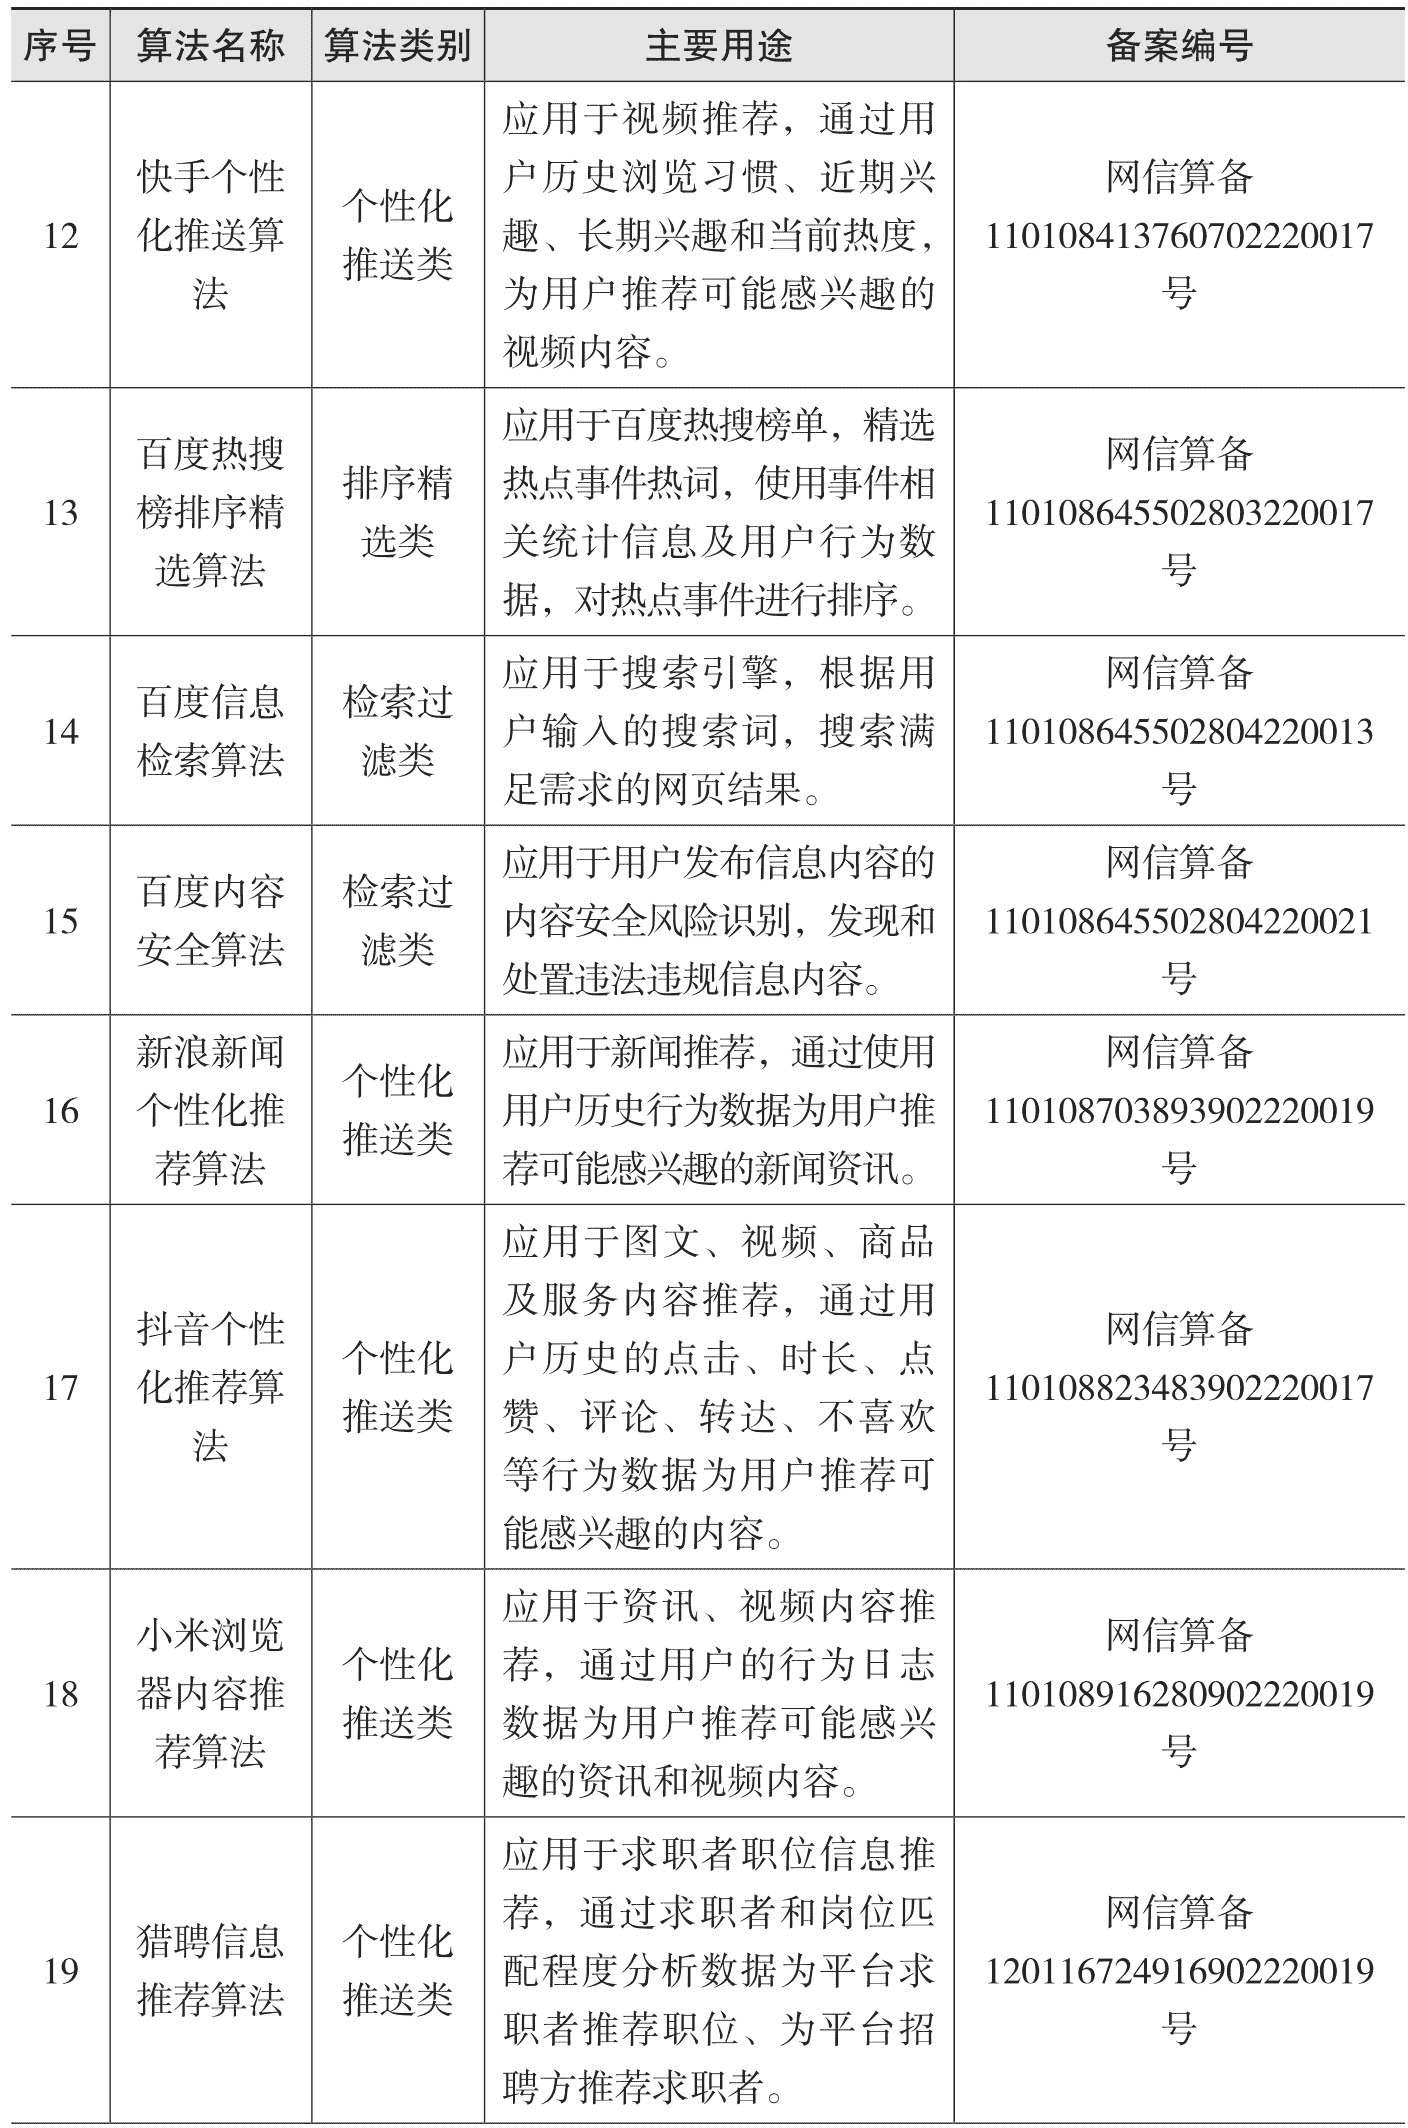 序号 算法名称 算法类别 主要用途 备案编号
12
快手个性
化推送算
法
个性化
推送类
应用于视频推荐，通过用
户历史浏览习惯、近期兴
趣、长期兴趣和当前热度，
为用户推荐可能感兴趣的
视频内容。
网信算备
110108413760702220017
号
13
百度热搜
榜排序精
选算法
排序精
选类
应用于百度热搜榜单，精选
热点事件热词，使用事件相
关统计信息及用户行为数
据，对热点事件进行排序。
网信算备
110108645502803220017
号
14
百度信息
检索算法
检索过
滤类
应用于搜索引擎，根据用
户输入的搜索词，搜索满
足需求的网页结果。
网信算备
110108645502804220013
号
15
百度内容
安全算法
检索过
滤类
应用于用户发布信息内容的
内容安全风险识别，发现和
处置违法违规信息内容。
网信算备
110108645502804220021
号
16
新浪新闻
个性化推
荐算法
个性化
推送类
应用于新闻推荐，通过使用
用户历史行为数据为用户推
荐可能感兴趣的新闻资讯。
网信算备
110108703893902220019
号
17
抖音个性
化推荐算
法
个性化
推送类
应用于图文、视频、商品
及服务内容推荐，通过用
户历史的点击、时长、点
赞、评论、转达、不喜欢
等行为数据为用户推荐可
能感兴趣的内容。
网信算备
110108823483902220017
号
18
小米浏览
器内容推
荐算法
个性化
推送类
应用于资讯、视频内容推
荐，通过用户的行为日志
数据为用户推荐可能感兴
趣的资讯和视频内容。
网信算备
110108916280902220019
号
19
猎聘信息
推荐算法
个性化
推送类
应用于求职者职位信息推
荐，通过求职者和岗位匹
配程度分析数据为平台求
职者推荐职位、为平台招
聘方推荐求职者。
网信算备
120116724916902220019
号